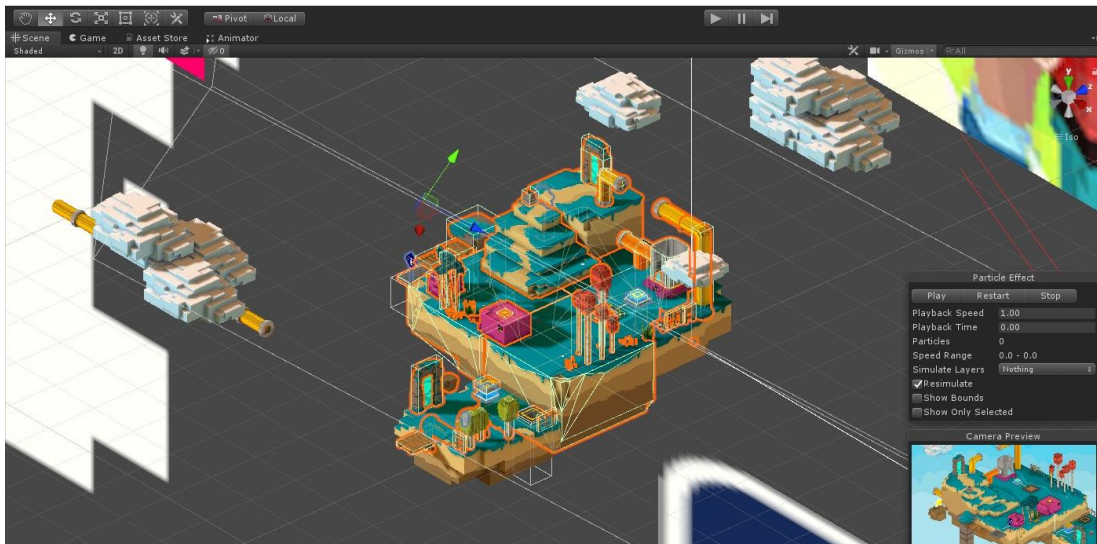 Pivot Local
Scene Game Asset Store Animator
Shaded 2D 0 Gizmos All
y
z
x
Iso
Particle Effect
Play Restart Stop
Playback Speed 1.00
Playback Time 0.00
Particles 0
Speed Range 0.0 - 0.0
Simulate Layers Nothing
Resimulate
Show Bounds
Show Only Selected
Camera Preview